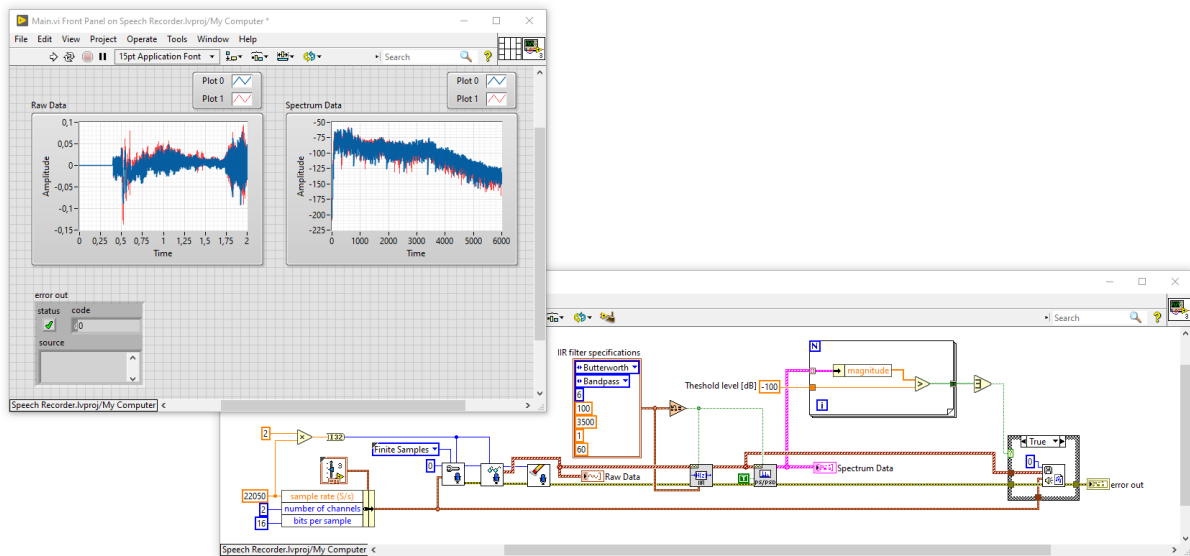 Main.vi Front Panel on Speech Recorder.lvproj/My Computer *
File Edit View Project Operate Tools Window Help
15pt Application Font
Search
3
Plot 0
Plot 1
Raw Data
Amplitude
0,1
0,05
0
-0,05
-0,1
-0,15
0 0,25 0,5 0,75 1 1,25 1,5 1,75 2
Time
Plot 0
Plot 1
Spectrum Data
Amplitude
-50
-75
-100
-125
-150
-175
-200
-225
0 1000 2000 3000 4000 5000 6000
Time
error out
status code
0
source
Speech Recorder.lvproj/My Computer
Search
3
IIR filter specifications
Butterworth
Bandpass
6
100
3500
1
60
Theshold level [dB] -100
N
magnitude
>
i
2
x
I32
Finite Samples
0
3
22050 sample rate (S/s)
2 number of channels
16 bits per sample
Raw Data
IIR
T
PS/PSD
Spectrum Data
True
0
error out
Speech Recorder.lvproj/My Computer